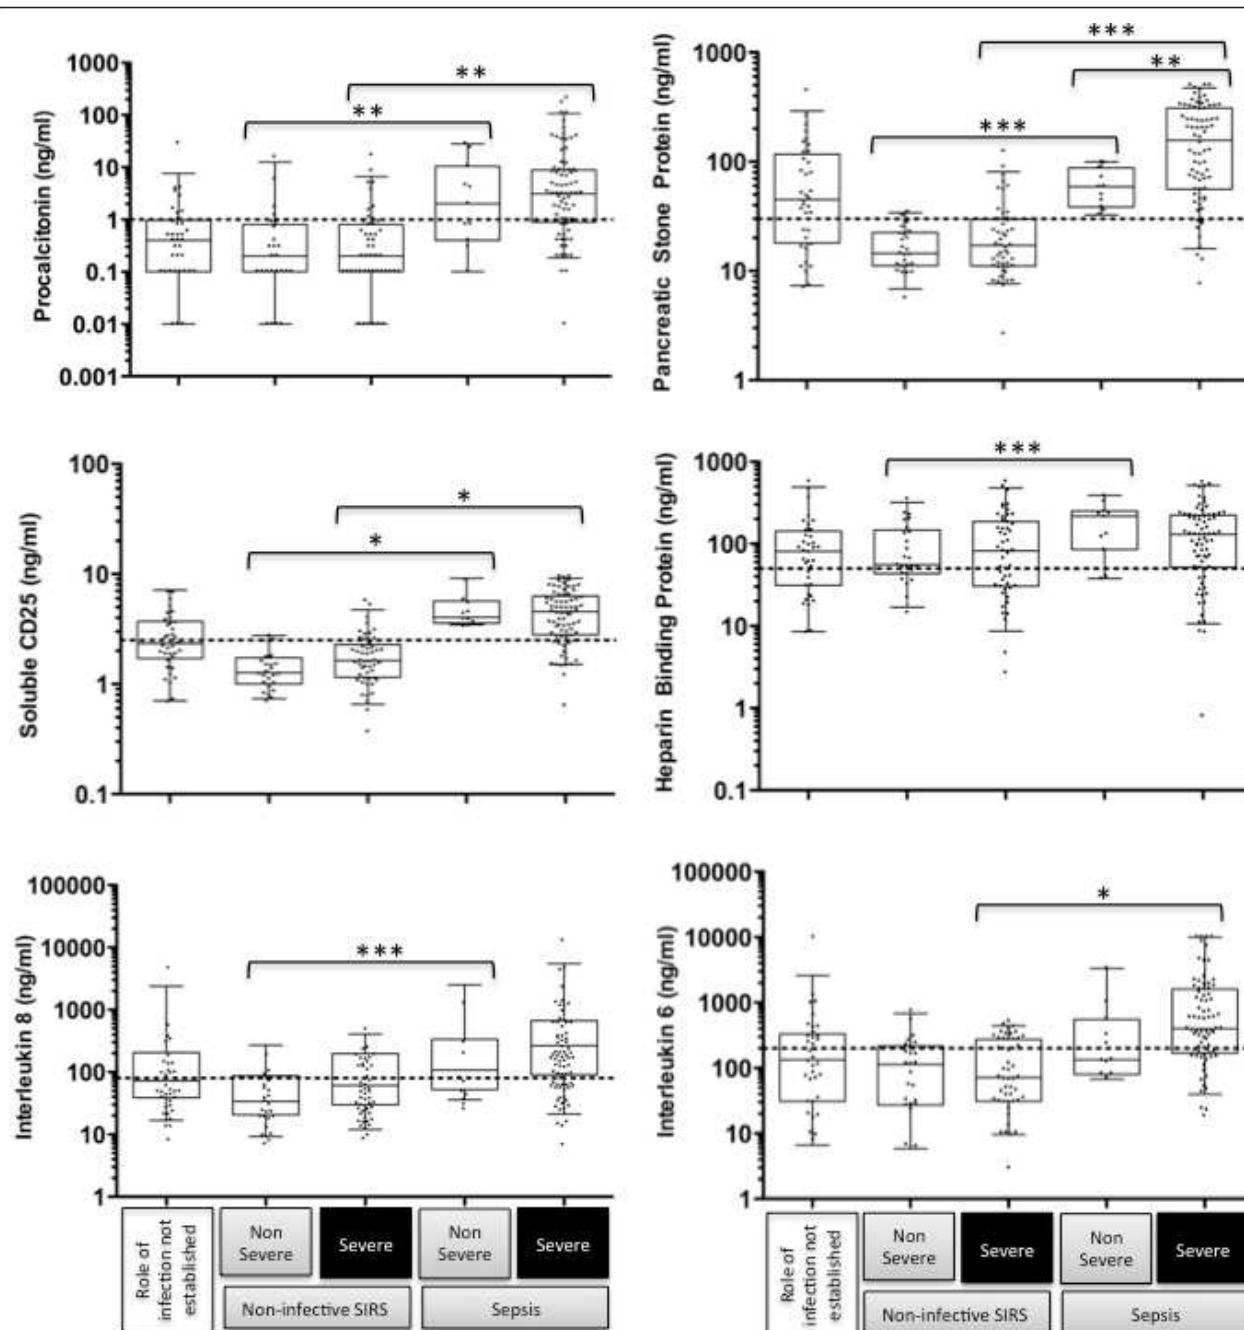 Procalcitonin (ng/ml)
1000
100
10
1
0.1
0.01
0.001
**
**
Pancreatic Stone Protein (ng/ml)
1000
100
10
1
***
***
**
Soluble CD25 (ng/ml)
100
10
1
0.1
*
*
Heparin Binding Protein (ng/ml)
1000
100
10
1
0.1
***
Interleukin 8 (ng/ml)
100000
10000
1000
100
10
1
***
Interleukin 6 (ng/ml)
100000
10000
1000
100
10
1
*
Role of
infection not
established
Non
Severe
Severe
Non
Severe
Severe
Non-infective SIRS
Sepsis
Role of
infection not
established
Non
Severe
Severe
Non
Severe
Severe
Non-infective SIRS
Sepsis